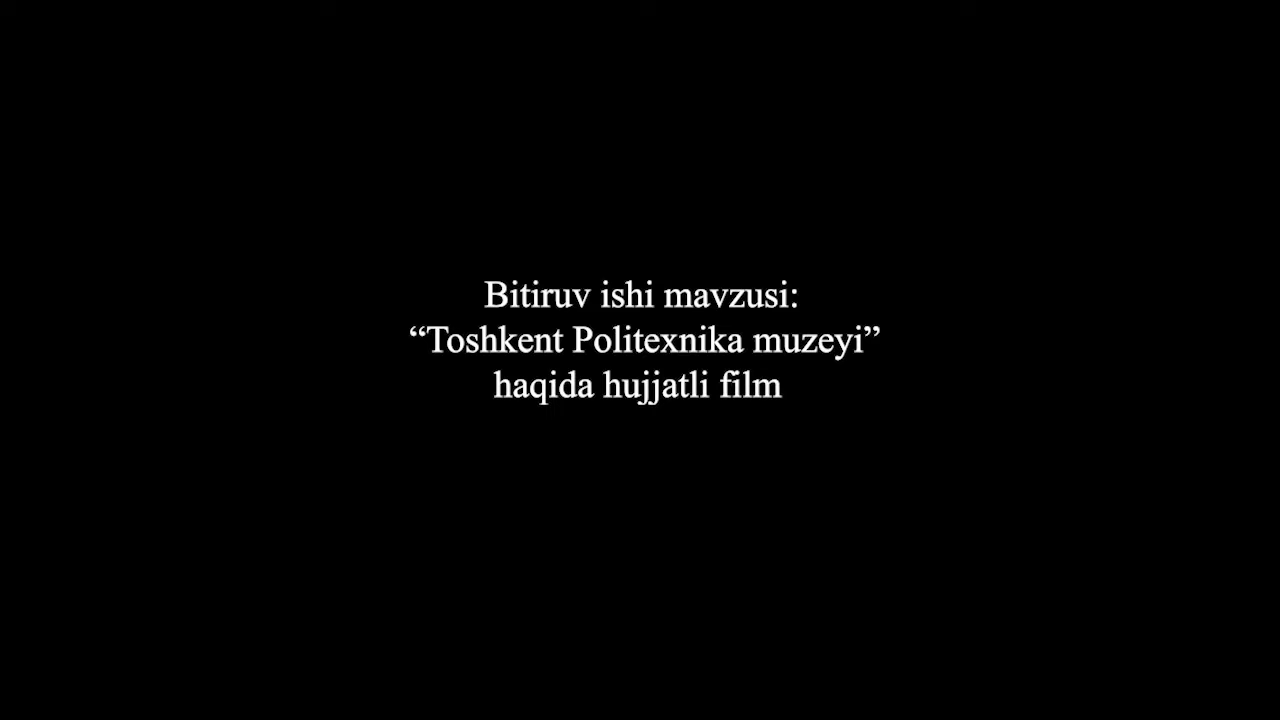 Bitiruv ishi mavzusi:
“Toshkent Politexnika muzeyi”
haqida hujjatli film